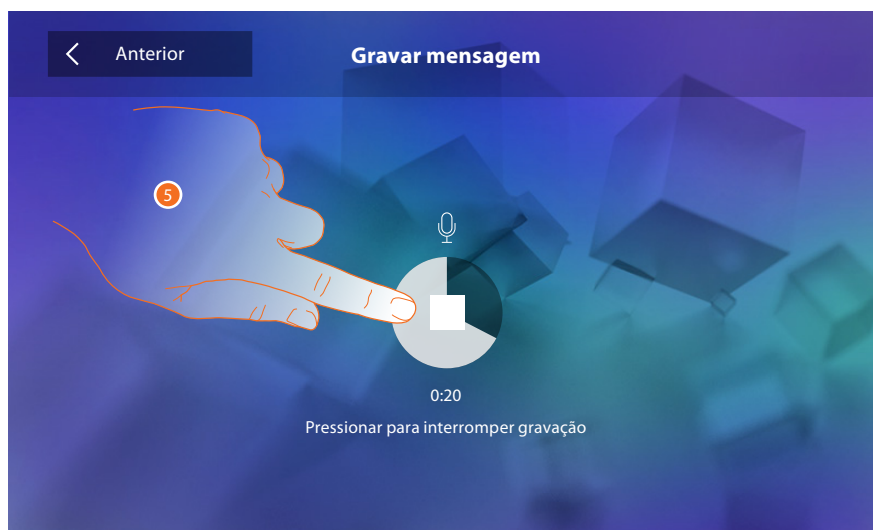 Anterior
Gravar mensagem
5
0:20
Pressionar para interromper gravação